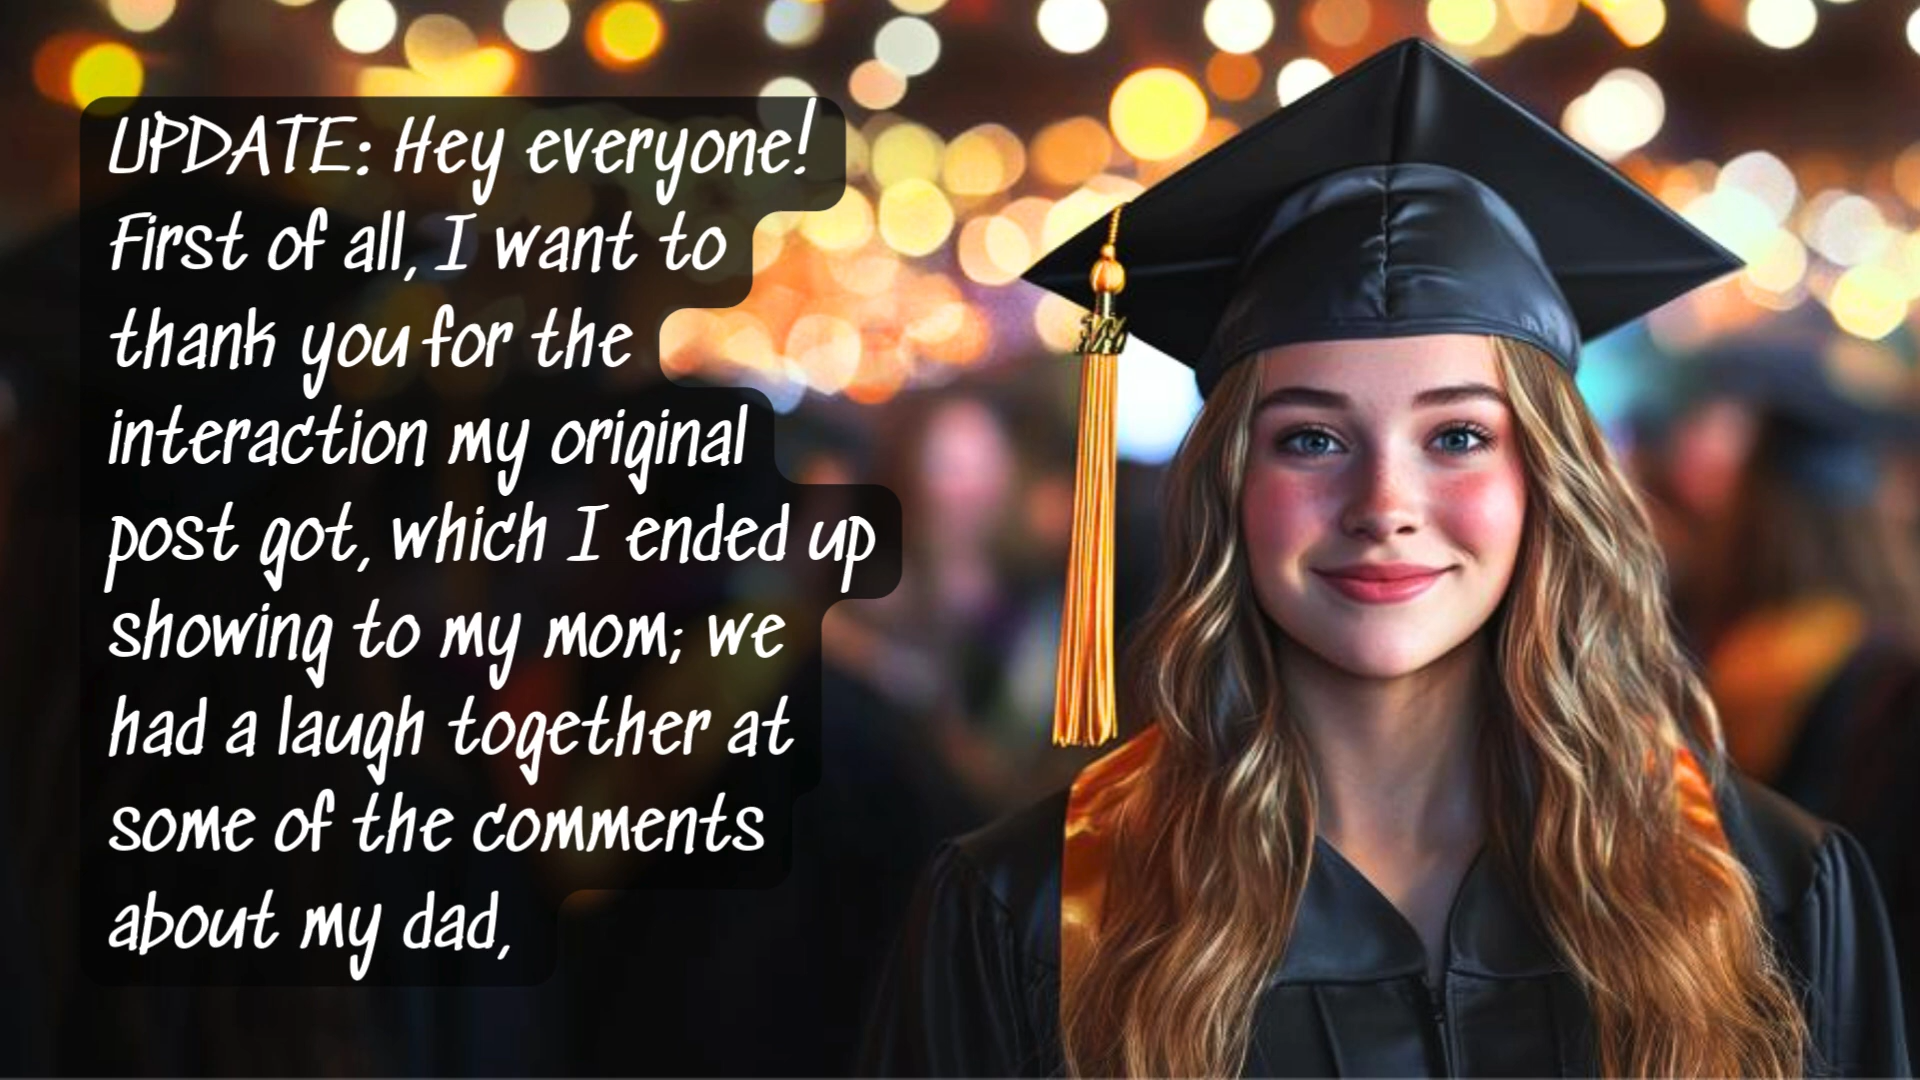 UPDATE: Hey everyone!
First of all, I want to
thank you for the
interaction my original
post got, which I ended up
showing to my mom; we
had a laugh together at
some of the comments
about my dad,